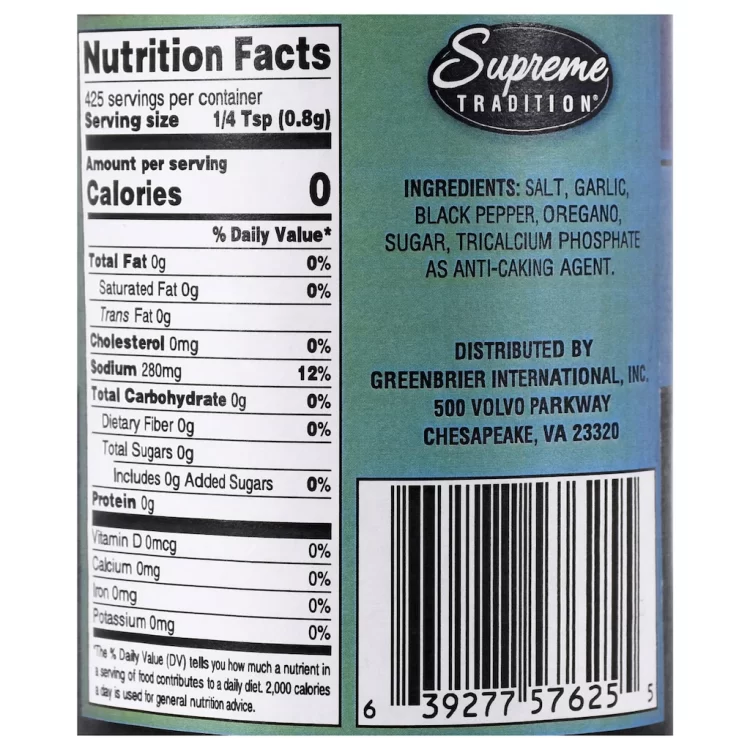 Nutrition Facts
425 servings per container
Serving size 1/4 Tsp (0.8g)
Amount per serving
Calories 0
% Daily Value*
Total Fat 0g 0%
Saturated Fat 0g 0%
Trans Fat 0g
Cholesterol 0mg 0%
Sodium 280mg 12%
Total Carbohydrate 0g 0%
Dietary Fiber 0g 0%
Total Sugars 0g
Includes 0g Added Sugars 0%
Protein 0g
Vitamin D 0mcg 0%
Calcium 0mg 0%
Iron 0mg 0%
Potassium 0mg 0%
*The % Daily Value (DV) tells you how much a nutrient in
a serving of food contributes to a daily diet. 2,000 calories
a day is used for general nutrition advice.
Supreme
TRADITION®
INGREDIENTS: SALT, GARLIC,
BLACK PEPPER, OREGANO,
SUGAR, TRICALCIUM PHOSPHATE
AS ANTI-CAKING AGENT.
DISTRIBUTED BY
GREENBRIER INTERNATIONAL, INC.
500 VOLVO PARKWAY
CHESAPEAKE, VA 23320
6 39277 57625 5